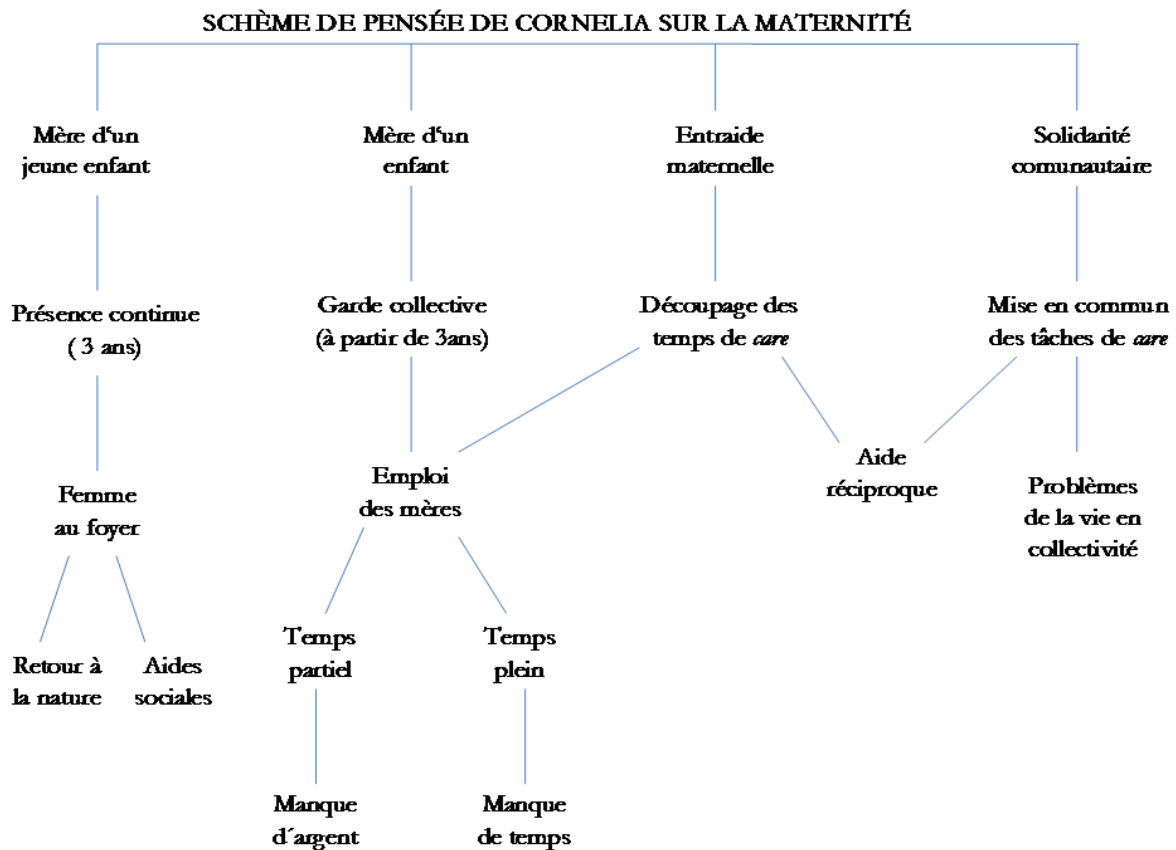 SCHÈME DE PENSÉE DE CORNELIA SUR LA MATERNITÉ
Mère d‘un
jeune enfant
Mère d‘un
enfant
Entraide
maternelle
Solidarité
comunautaire
Présence continue
( 3 ans)
Garde collective
(à partir de 3ans)
Découpage des
temps de care
Mise en commun
des tâches de care
Femme
au foyer
Emploi
des mères
Aide
réciproque
Problèmes
de la vie en
collectivité
Retour à
la nature
Aides
sociales
Temps
partiel
Temps
plein
Manque
d´argent
Manque
de temps